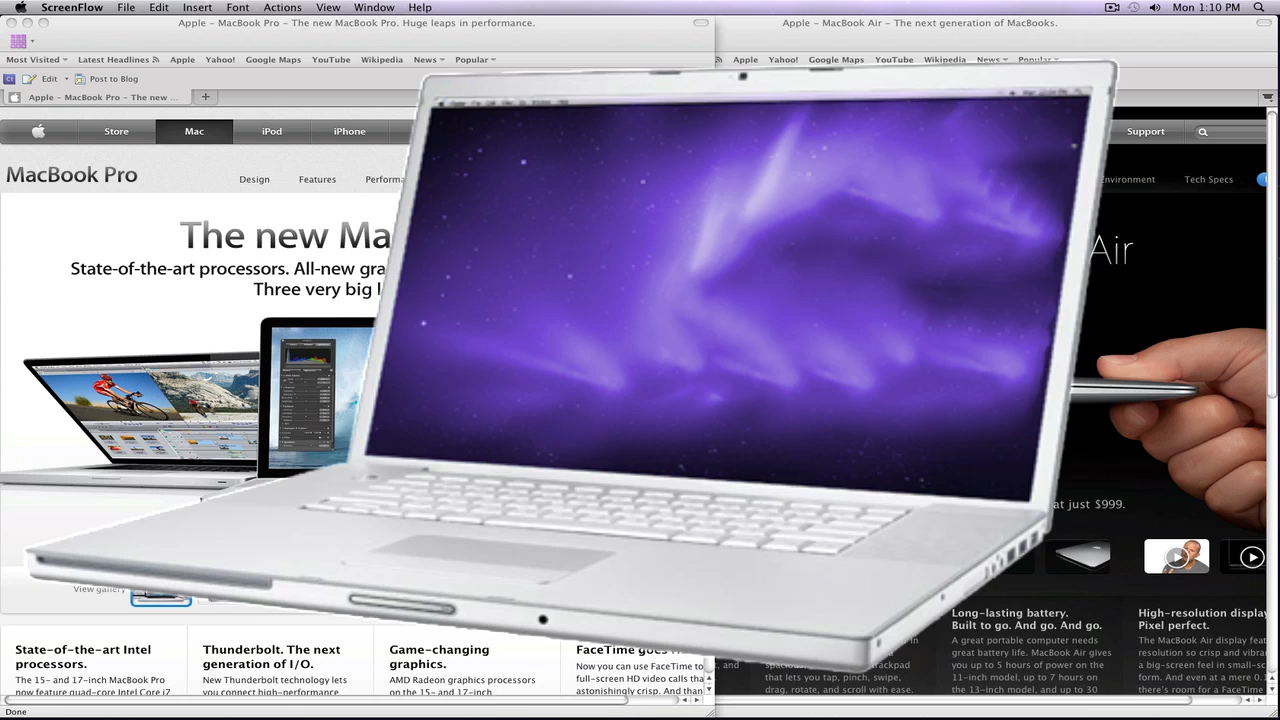 ScreenFlow File Edit Insert Font Actions View Window Help Mon 1:10 PM
Apple - MacBook Pro - The new MacBook Pro. Huge leaps in performance.
Apple - MacBook Air - The next generation of MacBooks.
Most Visited Latest Headlines Apple Yahoo! Google Maps YouTube Wikipedia News Popular
Apple Yahoo! Google Maps YouTube Wikipedia News Popular
Edit Post to Blog
Apple - MacBook Pro - The new ...
Store Mac iPod iPhone
Support
MacBook Pro
Design Features Performa
Environment Tech Specs
The new Ma
Air
State-of-the-art processors. All-new gra
Three very big l
at just $999.
View gallery
State-of-the-art Intel
processors.
The 15- and 17-inch MacBook Pro
now feature quad-core Intel Core i7
Thunderbolt. The next
generation of I/O.
New Thunderbolt technology lets
you connect high-performance
Game-changing
graphics.
AMD Radeon graphics processors
on the 15- and 17-inch
FaceTime goes
Now you can use FaceTime to
full-screen HD video calls that
astonishingly crisp. And than
, and
in
spacious
trackpad
that lets you tap, pinch, swipe,
drag, rotate, and scroll with ease.
Long-lasting battery.
Built to go. And go. And go.
A great portable computer needs
great battery life. MacBook Air gives
you up to 5 hours of power on the
11-inch model, up to 7 hours on
the 13-inch model, and up to 30
High-resolution display
Pixel perfect.
The MacBook Air display feat
resolution so crisp and vibran
a big-screen feel in small-sc
form. And even at a mere 0.
there's room for a FaceTime
Done